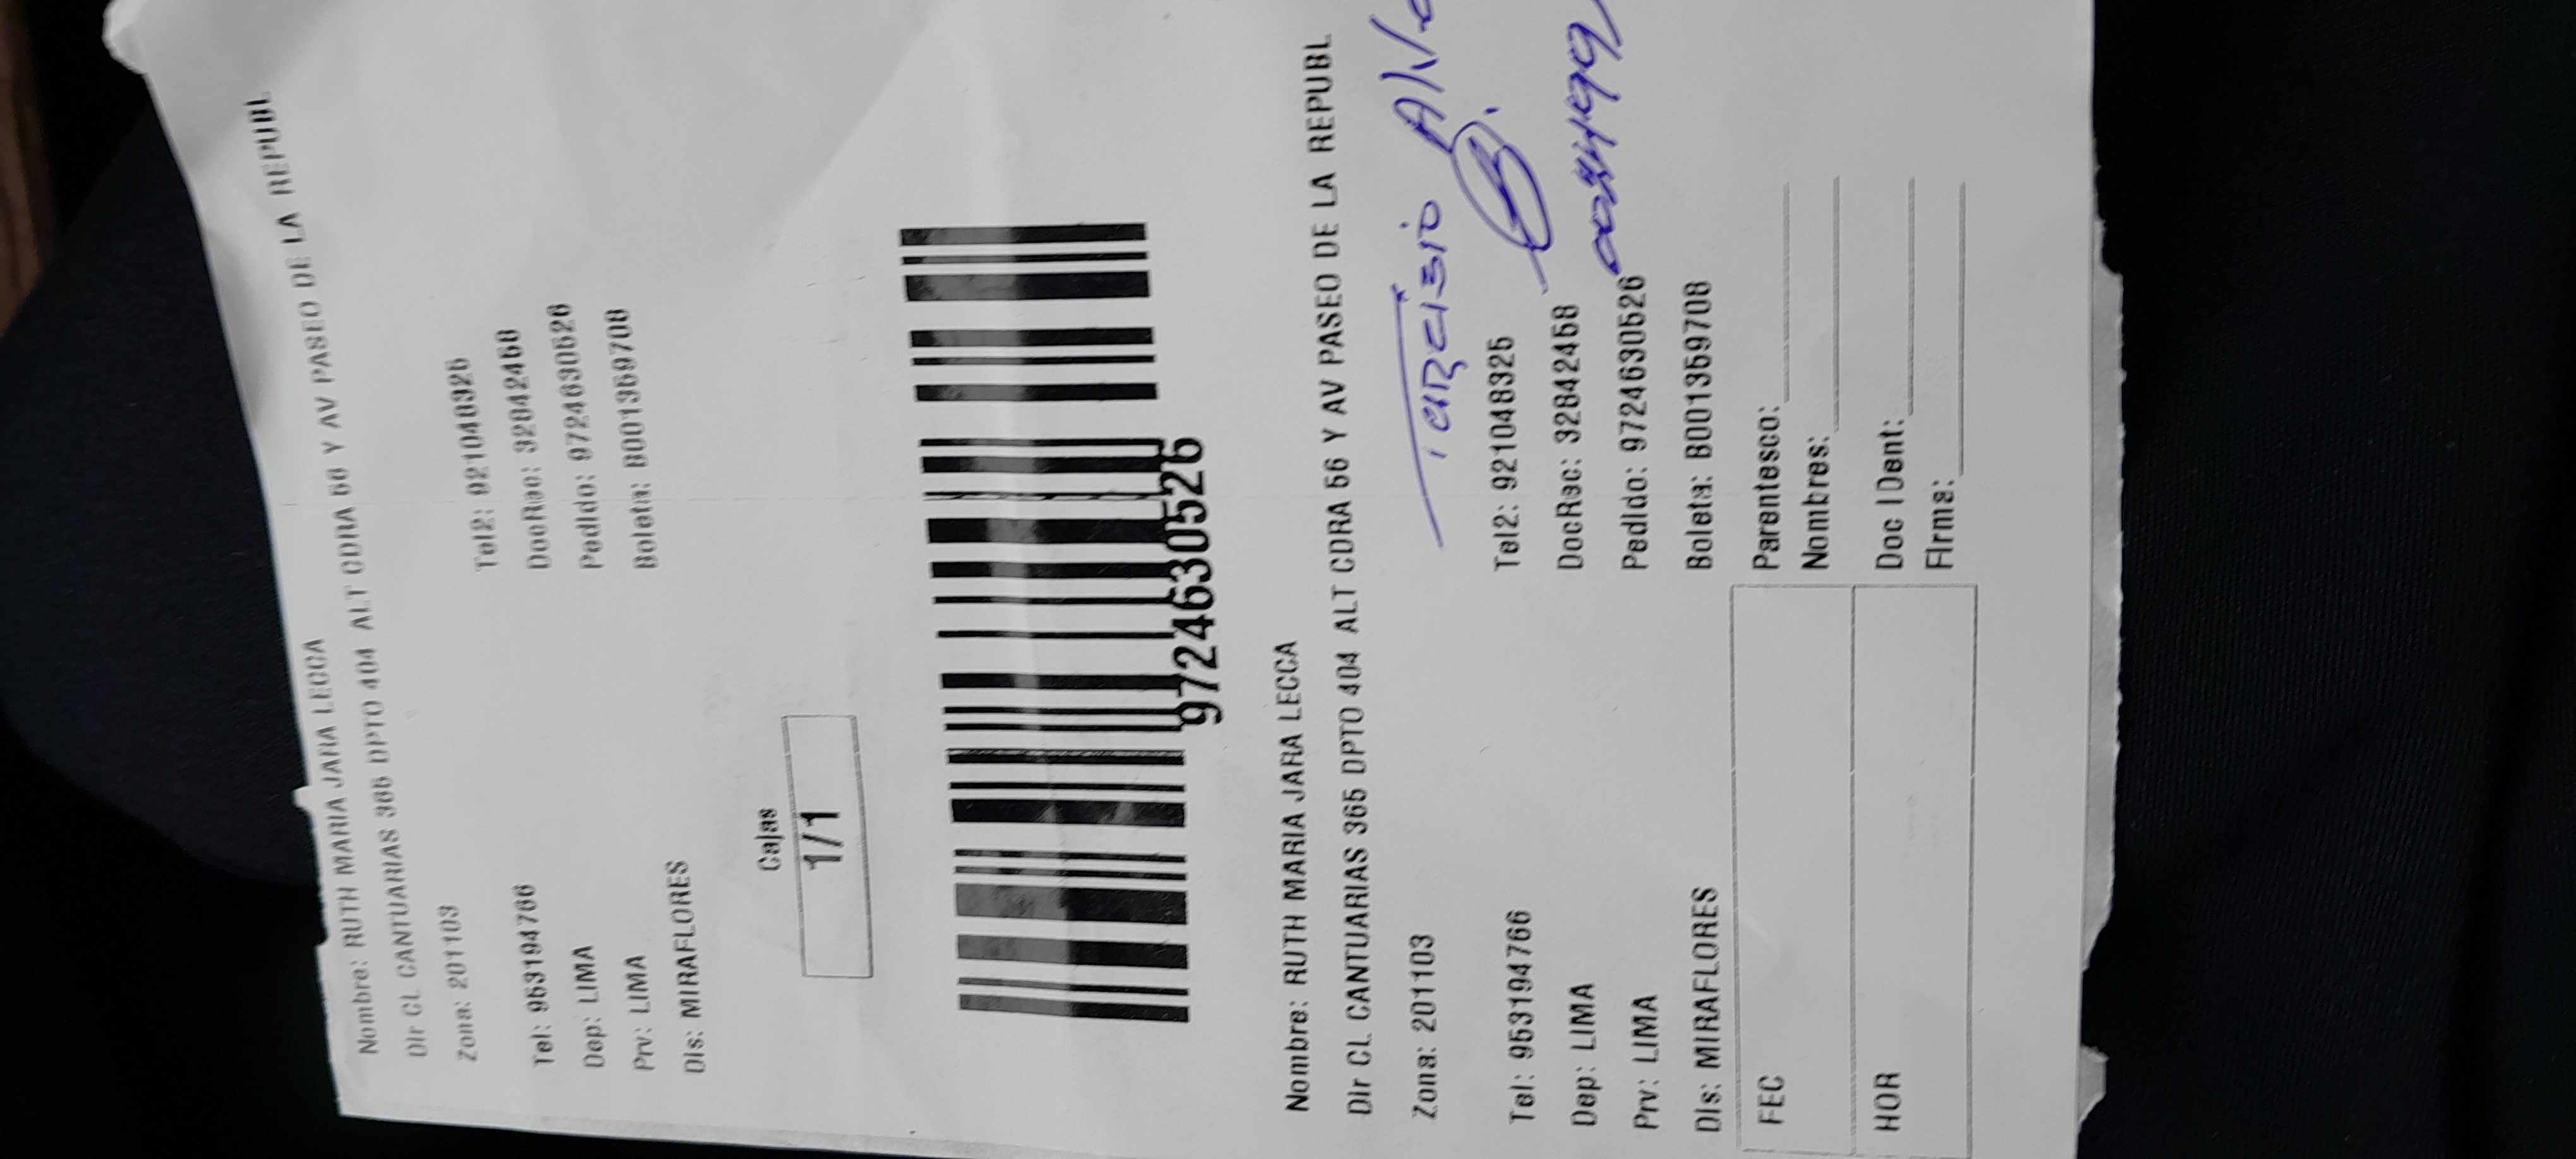 Nombre: RUTH MARIA JARA LECCA
Dir CL CANTUARIAS 365 DPTO 404 ALT CDRA 56 Y AV PASEO DE LA REPUBL
Zona: 201103
Tel: 953194766 Tel2: 921048325
Dep: LIMA DocRec: 32842458
Prv: LIMA Pedido: 9724630526
Dis: MIRAFLORES Boleta: B001359708
Cajas
1/1
9724630526
Nombre: RUTH MARIA JARA LECCA
Dir CL CANTUARIAS 365 DPTO 404 ALT CDRA 56 Y AV PASEO DE LA REPUBL
Zona: 201103
Tarcisio
Tel: 953194766 Tel2: 921048325
Dep: LIMA DocRec: 32842458
Prv: LIMA Pedido: 9724630526
Dis: MIRAFLORES Boleta: B001359708
FEC Parentesco:
Nombres:
HOR Doc IDent:
Firma: